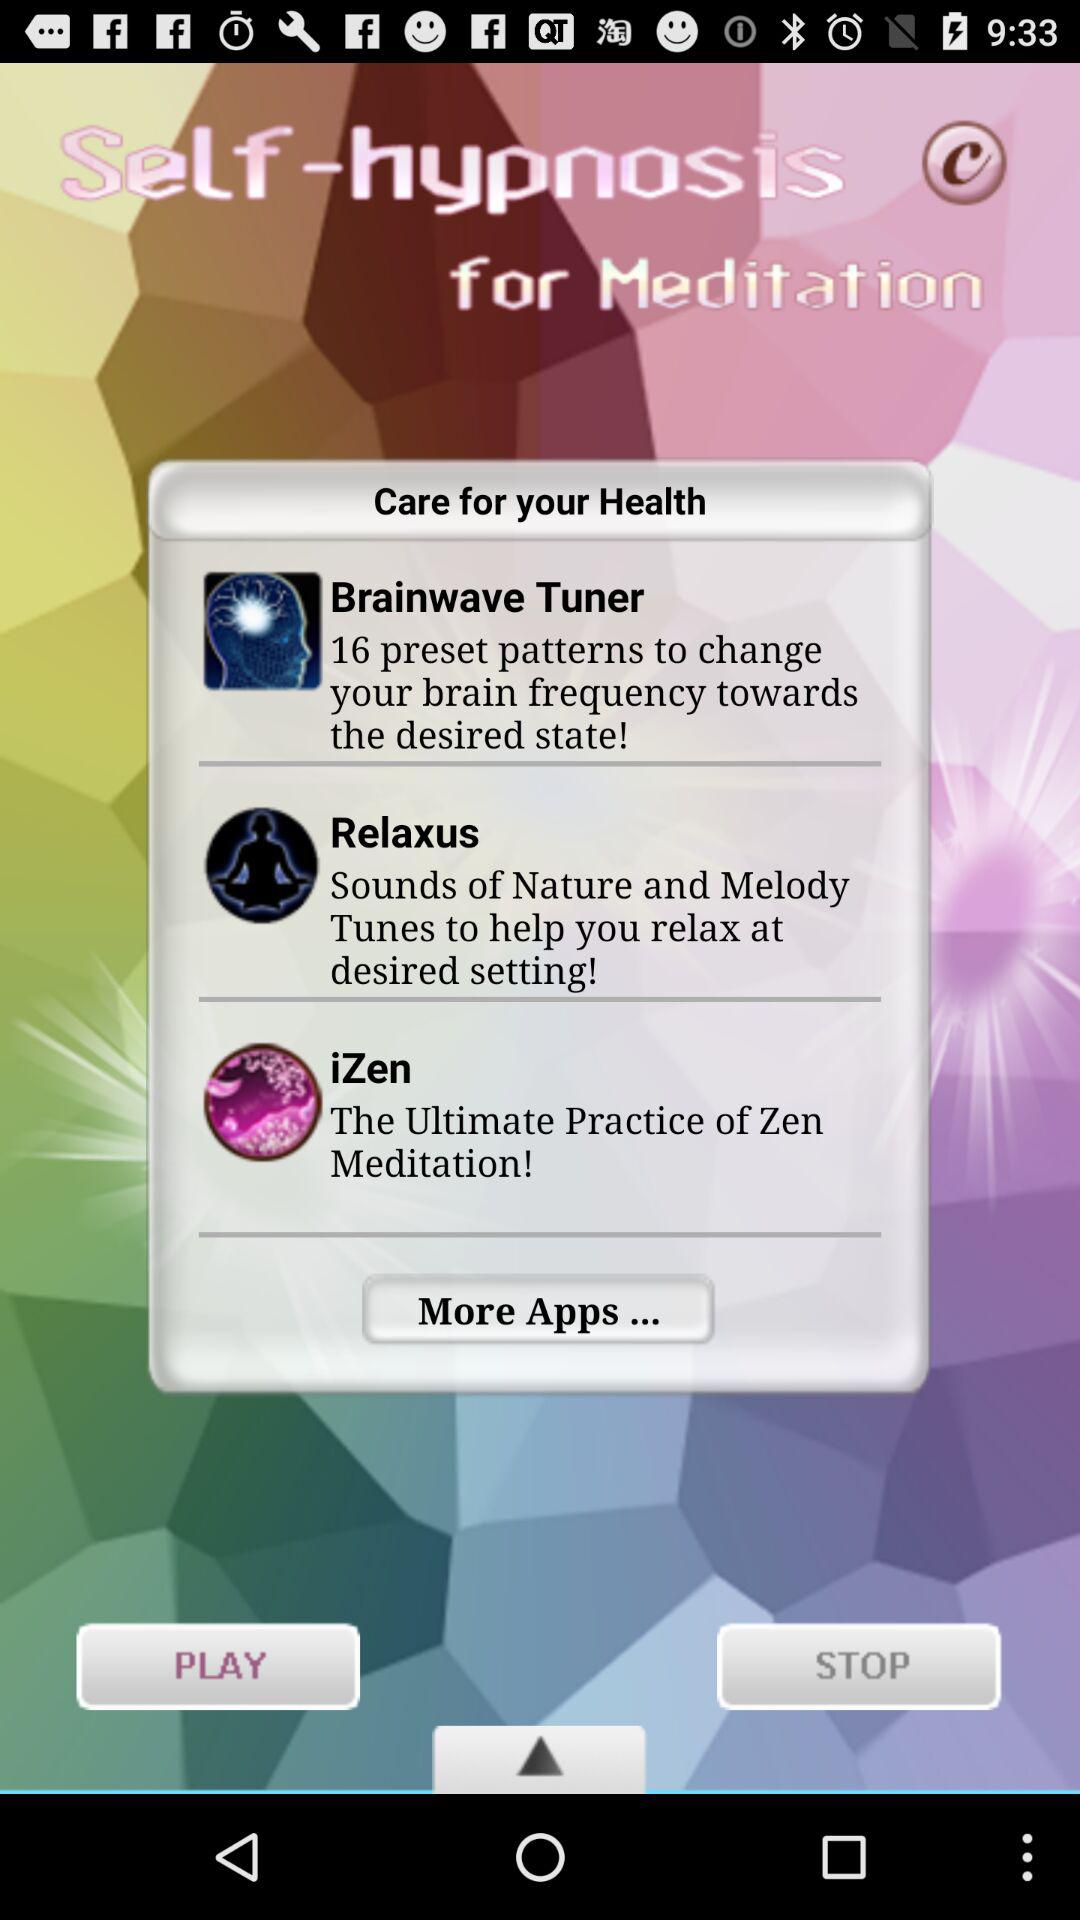 QT 淘 9:33
Self-hypnosis C
for Meditation
Care for your Health
Brainwave Tuner
16 preset patterns to change
your brain frequency towards
the desired state!
Relaxus
Sounds of Nature and Melody
Tunes to help you relax at
desired setting!
iZen
The Ultimate Practice of Zen
Meditation!
More Apps ...
PLAY STOP